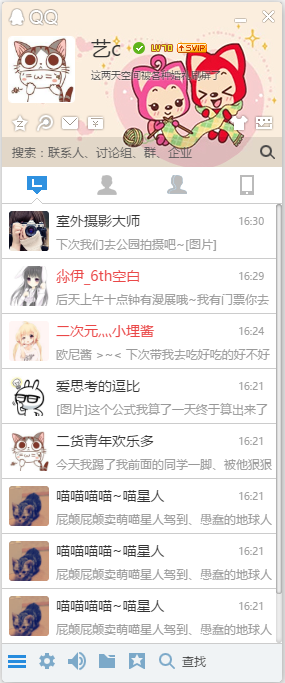 QQ
艺c
LV70 SVIP
这两天空间被各种婚礼刷屏了
搜索：联系人、讨论组、群、企业
室外摄影大师 16:30
下次我们去公园拍摄吧~[图片]
尛伊_6th空白 16:29
后天上午十点钟有漫展哦~我有门票你去
二次元灬小埋酱 16:24
欧尼酱 >~< 下次带我去吃好吃的好不好
爱思考的逗比 16:21
[图片]这个公式我算了一天终于算出来了
二货青年欢乐多 16:21
今天我踢了我前面的同学一脚、被他狠狠
喵喵喵喵~喵星人 16:21
屁颠屁颠卖萌喵星人驾到、愚蠢的地球人
喵喵喵喵~喵星人 16:21
屁颠屁颠卖萌喵星人驾到、愚蠢的地球人
喵喵喵喵~喵星人 16:21
屁颠屁颠卖萌喵星人驾到、愚蠢的地球人
查找